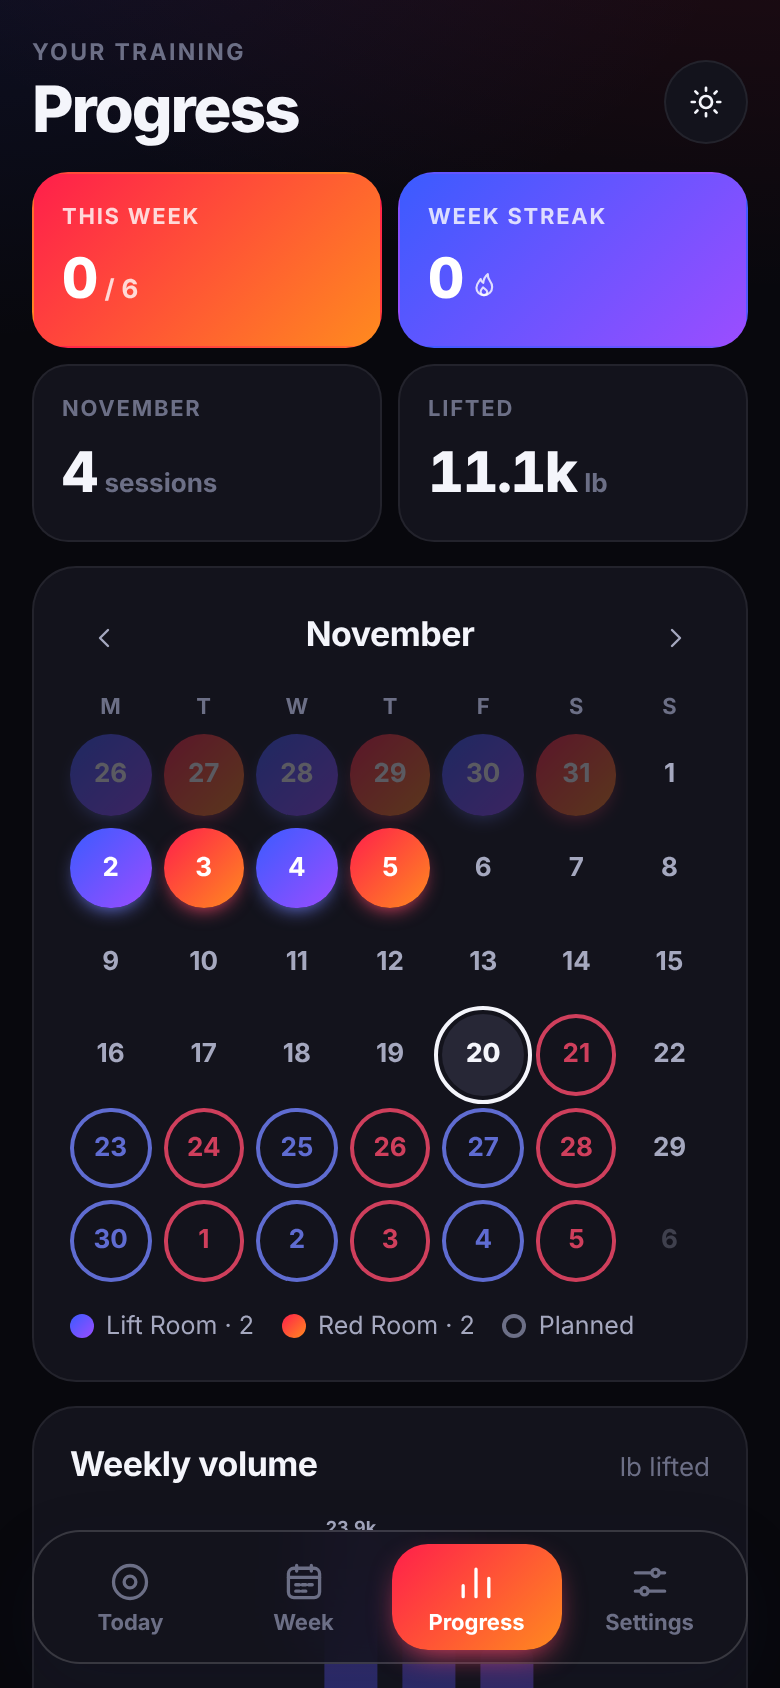 YOUR TRAINING
Progress
THIS WEEK
0 / 6
WEEK STREAK
0
NOVEMBER
4 sessions
LIFTED
11.1k lb
November
M T W T F S S
26 27 28 29 30 31 1
2 3 4 5 6 7 8
9 10 11 12 13 14 15
16 17 18 19 20 21 22
23 24 25 26 27 28 29
30 1 2 3 4 5 6
Lift Room · 2 Red Room · 2 Planned
Weekly volume lb lifted
23.9k
Today Week Progress Settings